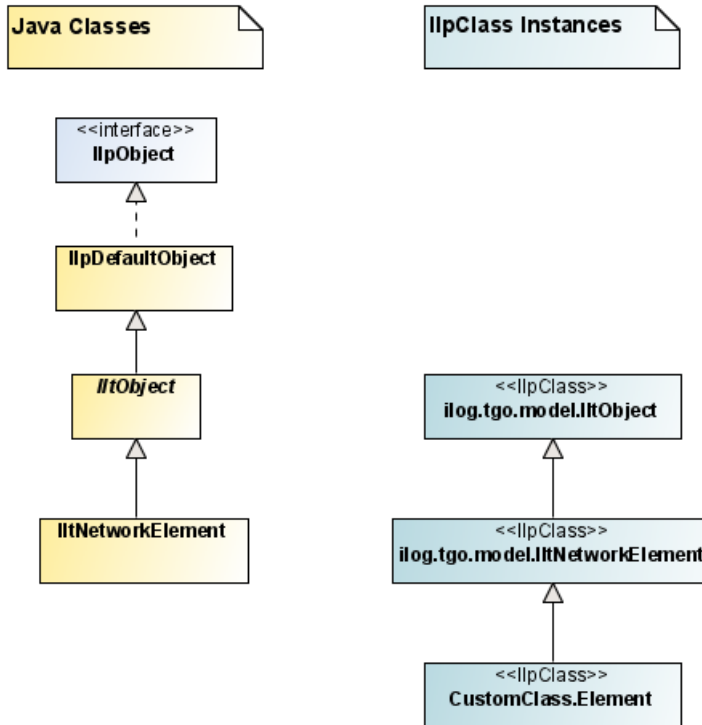 Java Classes
IlpClass Instances
<<interface>>
IlpObject
IlpDefaultObject
IltObject
<<IlpClass>>
ilog.tgo.model.IltObject
IltNetworkElement
<<IlpClass>>
ilog.tgo.model.IltNetworkElement
<<IlpClass>>
CustomClass.Element